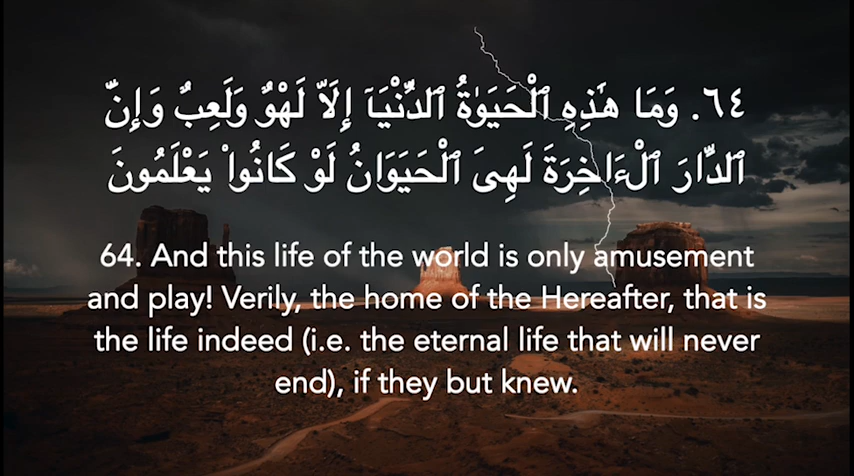 ٦٤. وَمَا هَٰذِهِ ٱلْحَيَوٰةُ ٱلدُّنْيَآ إِلَّا لَهْوٌ وَلَعِبٌ وَإِنَّ
ٱلدَّارَ ٱلْءَاخِرَةَ لَهِىَ ٱلْحَيَوَانُ لَوْ كَانُوا۟ يَعْلَمُونَ
64. And this life of the world is only amusement
and play! Verily, the home of the Hereafter, that is
the life indeed (i.e. the eternal life that will never
end), if they but knew.